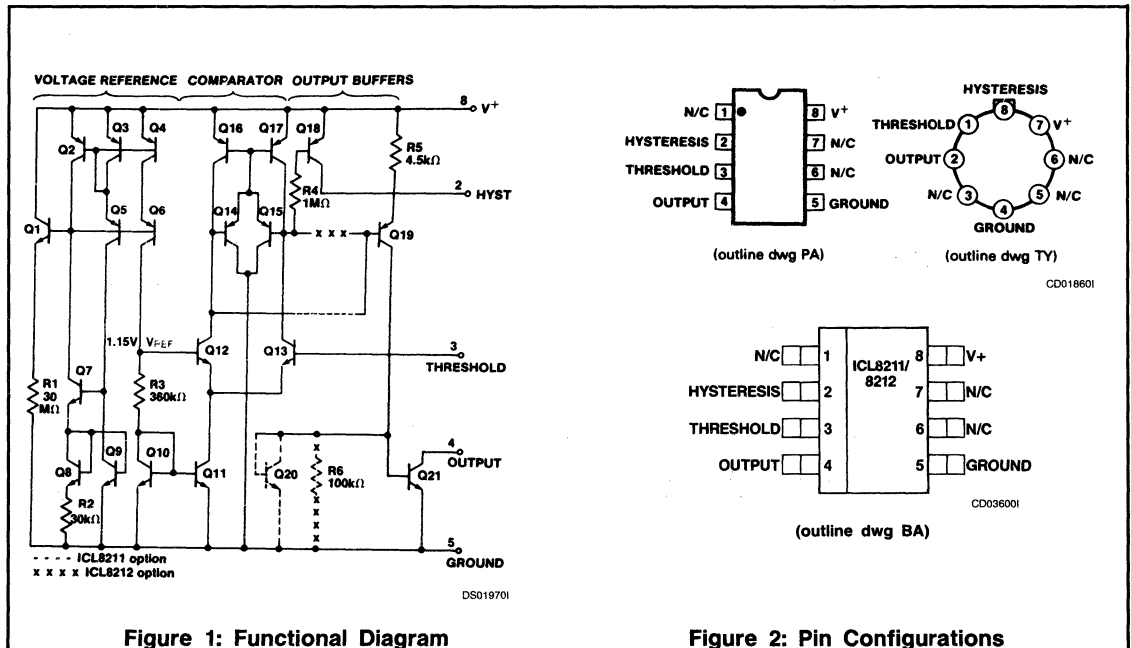 VOLTAGE REFERENCE COMPARATOR OUTPUT BUFFERS
8
V+
Q2
Q3
Q4
Q16
Q17
Q18
R5
4.5kΩ
R4
1MΩ
2
HYST
Q1
Q5
Q6
Q14
Q15
x x x
Q19
1.15V
VREF
Q12
Q13
3
THRESHOLD
R1
30
MΩ
Q7
R3
360kΩ
Q8
Q9
Q10
Q11
Q20
R6
100kΩ
4
OUTPUT
Q21
R2
30kΩ
5
GROUND
- - - - ICL8211 option
x x x x ICL8212 option
DS01970I
Figure 1: Functional Diagram
N/C 1
HYSTERESIS 2
THRESHOLD 3
OUTPUT 4
8 V+
7 N/C
6 N/C
5 GROUND
(outline dwg PA)
HYSTERESIS
8
THRESHOLD 1
7 V+
OUTPUT 2
6 N/C
N/C 3
5 N/C
4
GROUND
(outline dwg TY)
CD01860I
N/C 1
HYSTERESIS 2
THRESHOLD 3
OUTPUT 4
ICL8211/
8212
8 V+
7 N/C
6 N/C
5 GROUND
CD03600I
(outline dwg BA)
Figure 2: Pin Configurations